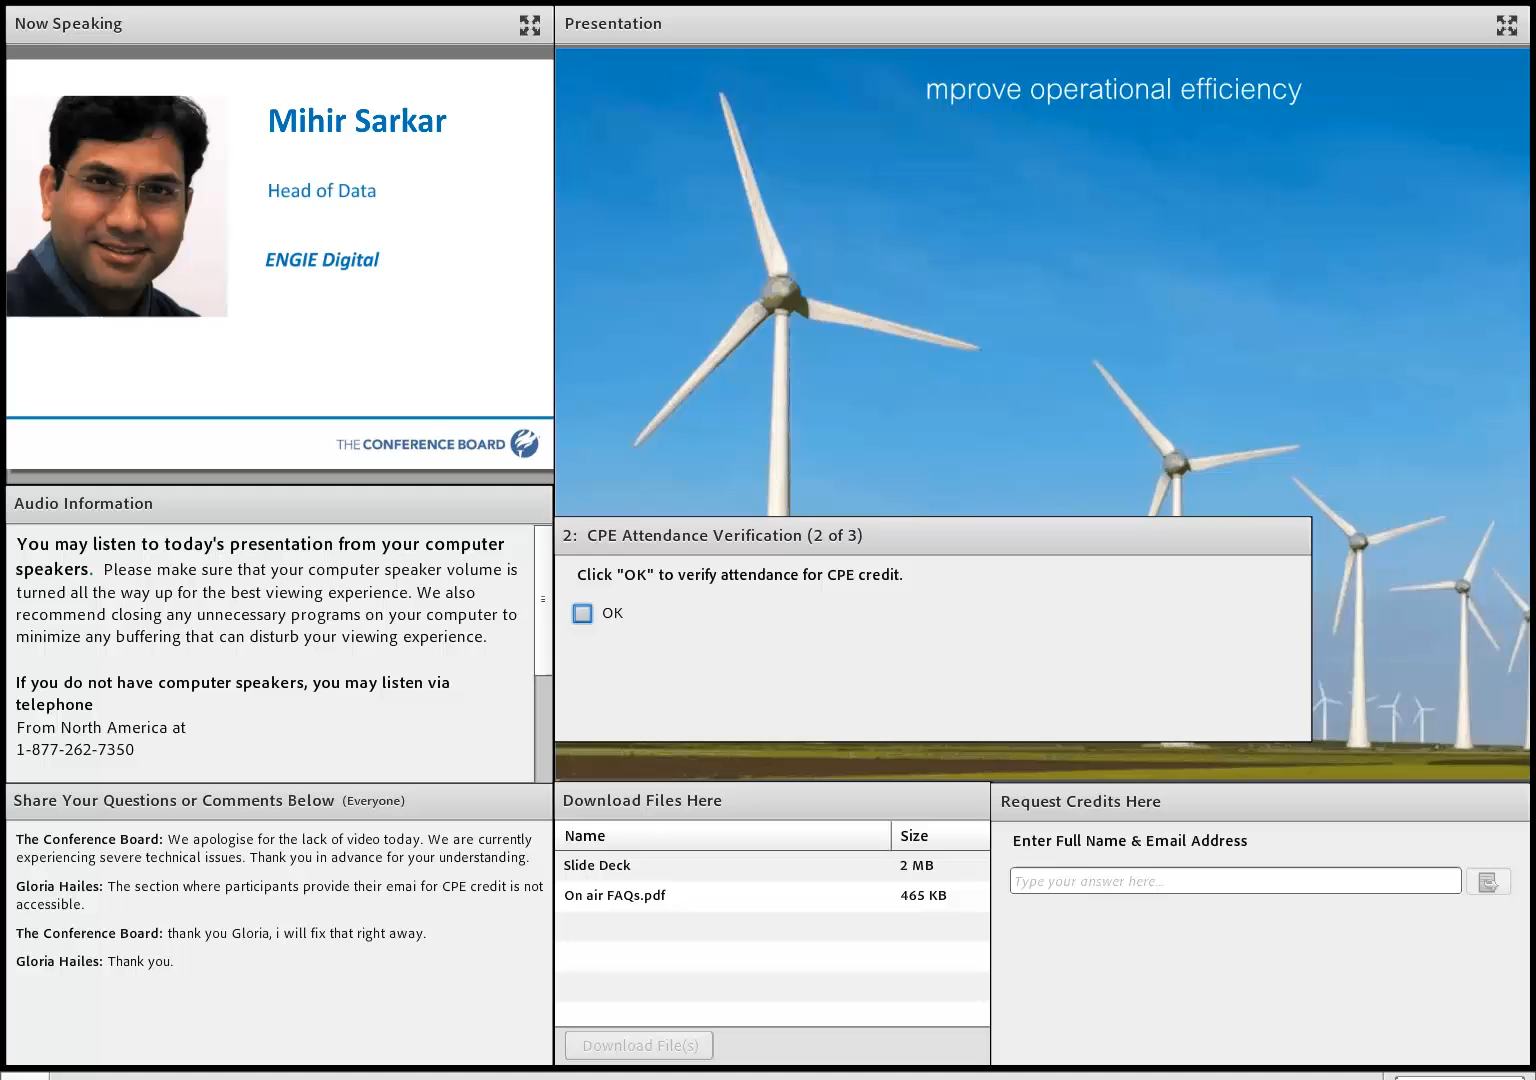 Now Speaking
Mihir Sarkar
Head of Data
ENGIE Digital
THE CONFERENCE BOARD
Audio Information
You may listen to today's presentation from your computer
speakers. Please make sure that your computer speaker volume is
turned all the way up for the best viewing experience. We also
recommend closing any unnecessary programs on your computer to
minimize any buffering that can disturb your viewing experience.
If you do not have computer speakers, you may listen via
telephone
From North America at
1-877-262-7350
Share Your Questions or Comments Below (Everyone)
The Conference Board: We apologise for the lack of video today. We are currently
experiencing severe technical issues. Thank you in advance for your understanding.
Gloria Hailes: The section where participants provide their emai for CPE credit is not
accessible.
The Conference Board: thank you Gloria, i will fix that right away.
Gloria Hailes: Thank you.
Presentation
mprove operational efficiency
2: CPE Attendance Verification (2 of 3)
Click "OK" to verify attendance for CPE credit.
OK
Download Files Here
Name Size
Slide Deck 2 MB
On air FAQs.pdf 465 KB
Download File(s)
Request Credits Here
Enter Full Name & Email Address
Type your answer here...